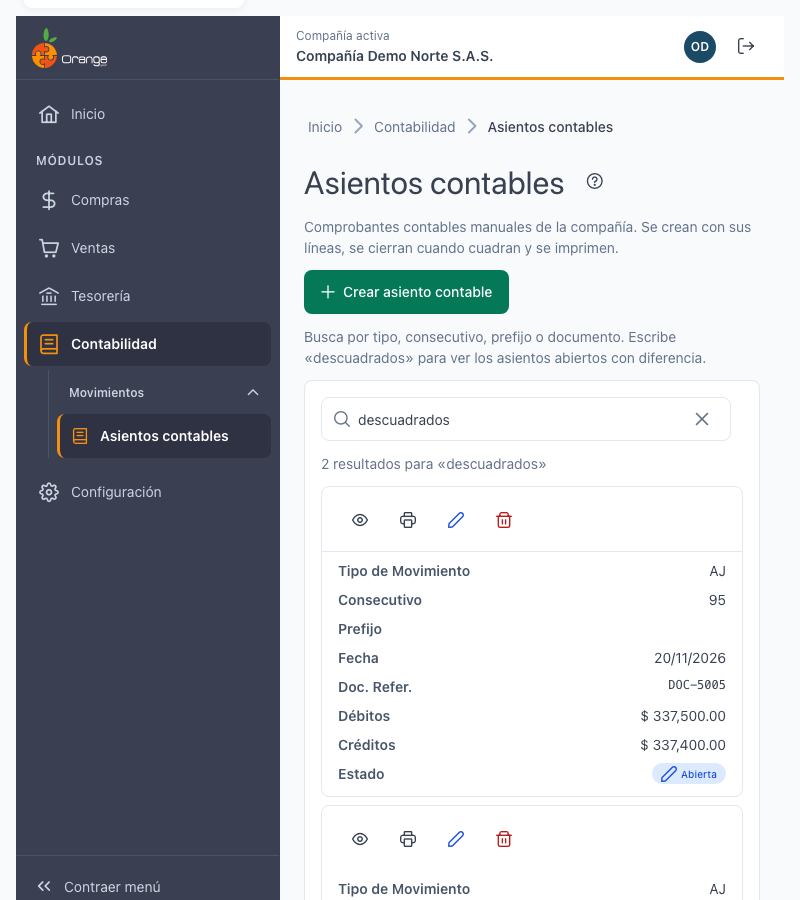 Orange
Inicio
MÓDULOS
Compras
Ventas
Tesorería
Contabilidad
Movimientos
Asientos contables
Configuración
Contraer menú
Compañía activa
Compañía Demo Norte S.A.S.
OD
Inicio > Contabilidad > Asientos contables
Asientos contables
Comprobantes contables manuales de la compañía. Se crean con sus
líneas, se cierran cuando cuadran y se imprimen.
+ Crear asiento contable
Busca por tipo, consecutivo, prefijo o documento. Escribe
«descuadrados» para ver los asientos abiertos con diferencia.
descuadrados
2 resultados para «descuadrados»
Tipo de Movimiento AJ
Consecutivo 95
Prefijo
Fecha 20/11/2026
Doc. Refer. DOC-5005
Débitos $ 337,500.00
Créditos $ 337,400.00
Estado Abierta
Tipo de Movimiento AJ